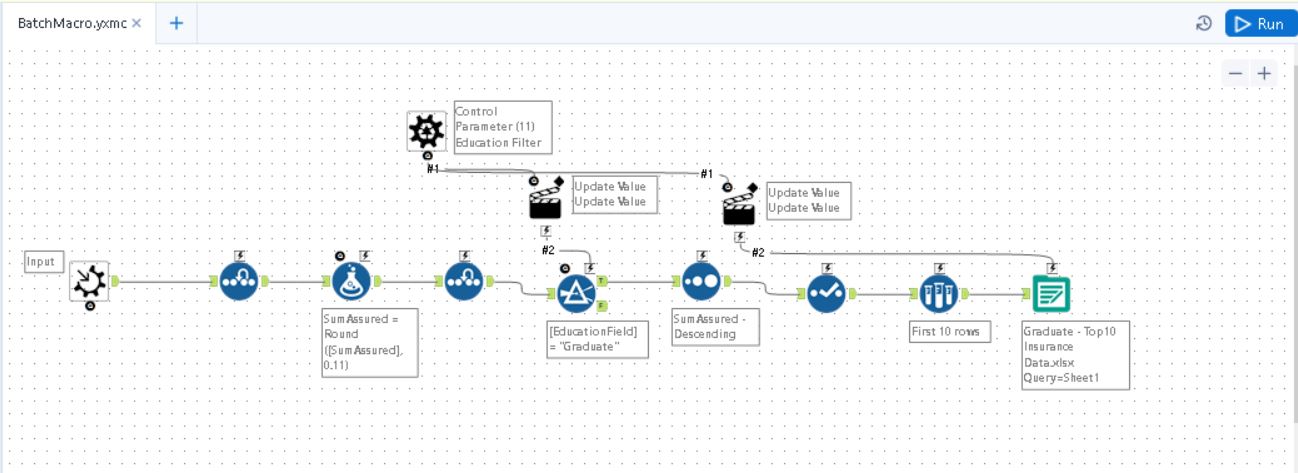 BatchMacro.yxmc
Run
Control
Parameter (11)
Education Filter
#1
#1
Update Value
Update Value
Update Value
Update Value
#2
#2
Input
T
F
SumAssured =
Round
([SumAssured],
0.11)
[EducationField]
= "Graduate"
SumAssured -
Descending
First 10 rows
Graduate - Top10
Insurance
Data.xlsx
Query=Sheet1